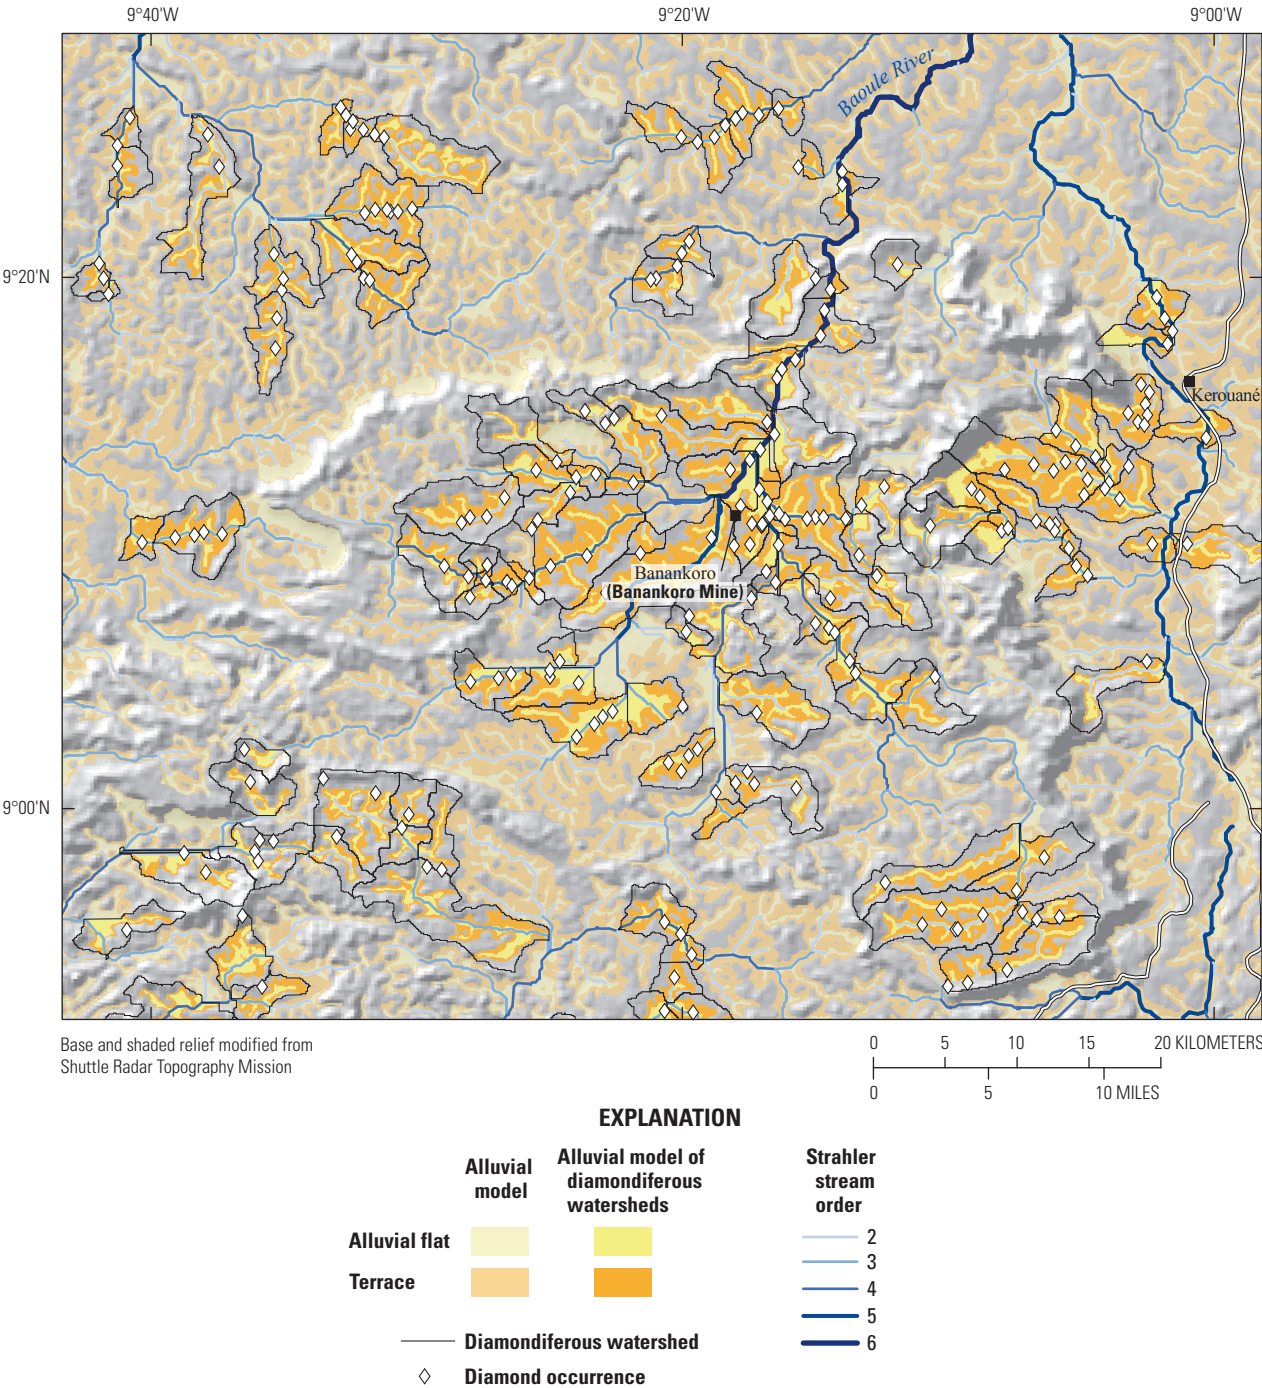 9°40'W
9°20'W
9°00'W
Baoule River
9°20'N
Kerouané
Banankoro
(Banankoro Mine)
9°00'N
Base and shaded relief modified from
Shuttle Radar Topography Mission
0 5 10 15 20 KILOMETERS
0 5 10 MILES
EXPLANATION
Alluvial model
Alluvial model of
diamondiferous
watersheds
Strahler
stream
order
Alluvial flat
Terrace
2
3
4
5
6
Diamondiferous watershed
Diamond occurrence